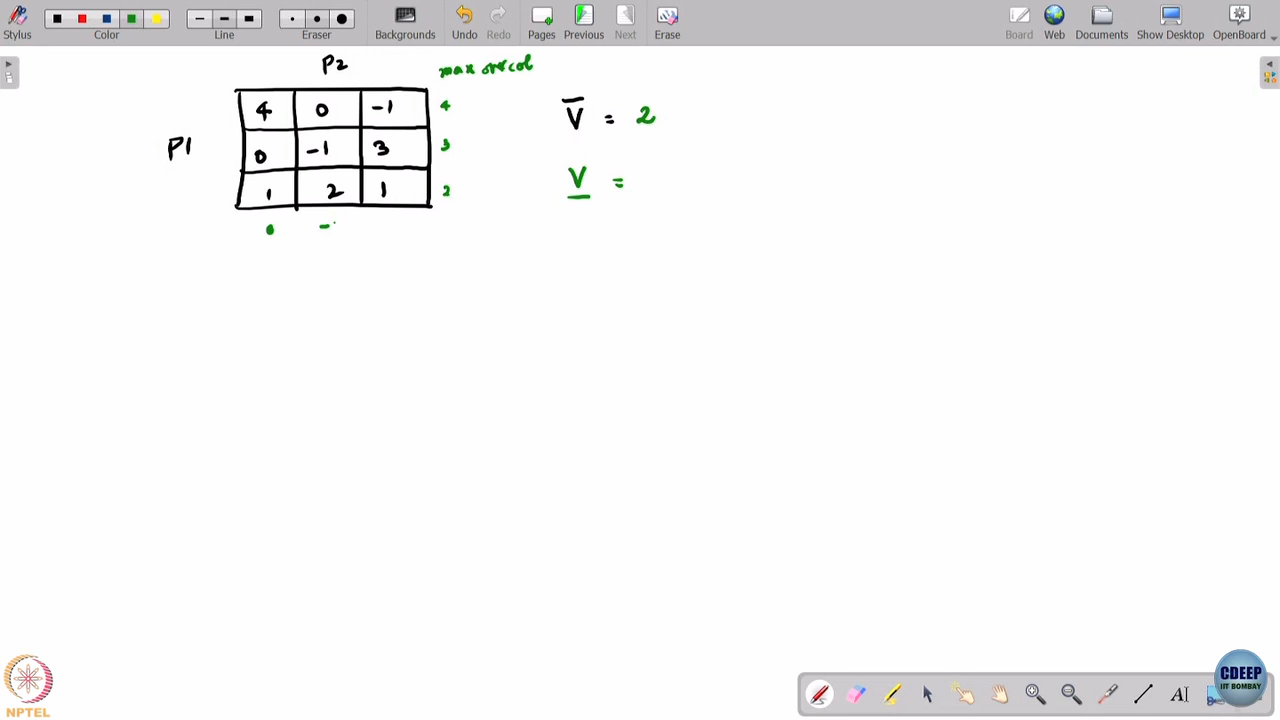 Stylus Color Line Eraser Backgrounds Undo Redo Pages Previous Next Erase Board Web Documents Show Desktop OpenBoard
P2 max over col
4 0 -1 4
V̅ = 2
P1 0 -1 3 3
1 2 1 2
V̲ =
0 -
CDEEP
IIT BOMBAY
NPTEL